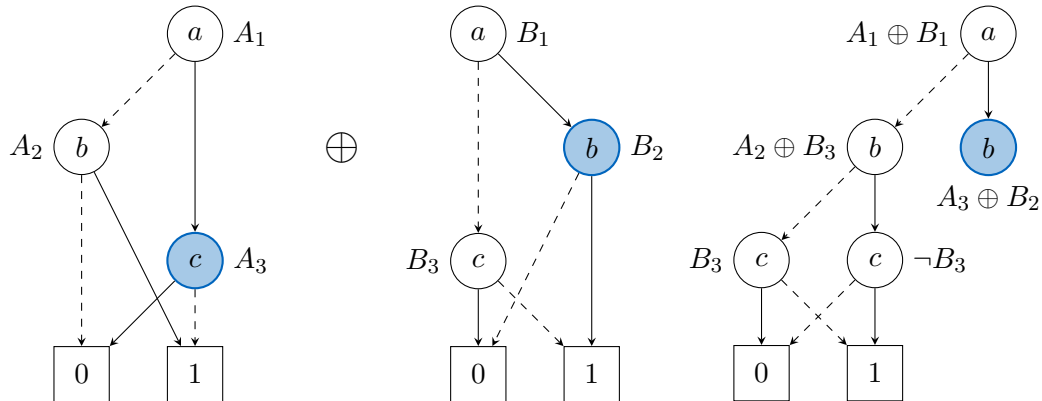 a A₁
a B₁
A₁ ⊕ B₁ a
A₂ b
⊕
b B₂
A₂ ⊕ B₃ b
b
A₃ ⊕ B₂
c A₃
B₃ c
B₃ c
c ¬B₃
0 1
0 1
0 1